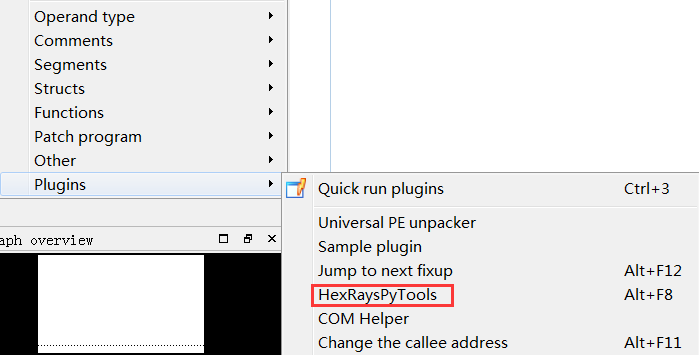 Operand type
Comments
Segments
Structs
Functions
Patch program
Other
Plugins
Quick run plugins Ctrl+3
Universal PE unpacker
Sample plugin
Jump to next fixup Alt+F12
HexRaysPyTools Alt+F8
COM Helper
Change the callee address Alt+F11
aph overview